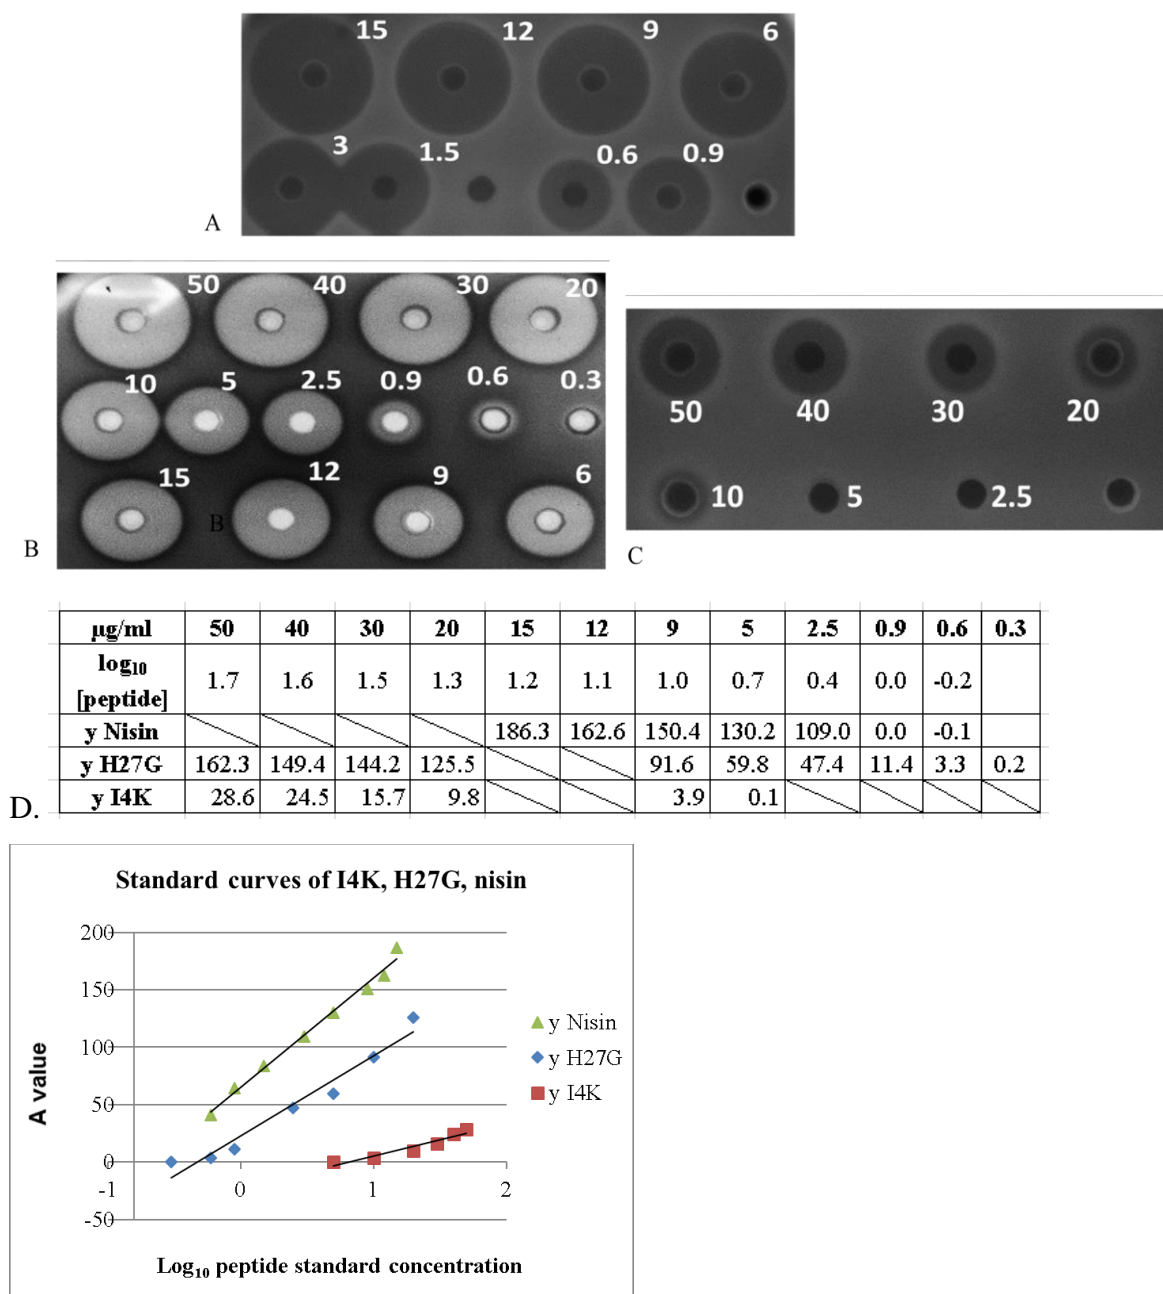 15 12 9 6
3 1.5 0.6 0.9
A
50 40 30 20
10 5 2.5 0.9 0.6 0.3
15 12 9 6
B
B
50 40 30 20
10 5 2.5
C
µg/ml 50 40 30 20 15 12 9 5 2.5 0.9 0.6 0.3
log10
[peptide] 1.7 1.6 1.5 1.3 1.2 1.1 1.0 0.7 0.4 0.0 -0.2
y Nisin 186.3 162.6 150.4 130.2 109.0 0.0 -0.1
y H27G 162.3 149.4 144.2 125.5 91.6 59.8 47.4 11.4 3.3 0.2
y I4K 28.6 24.5 15.7 9.8 3.9 0.1
D.
Standard curves of I4K, H27G, nisin
200
150
100
50
0
-50
-1 0 1 2
A value
y Nisin
y H27G
y I4K
Log10 peptide standard concentration